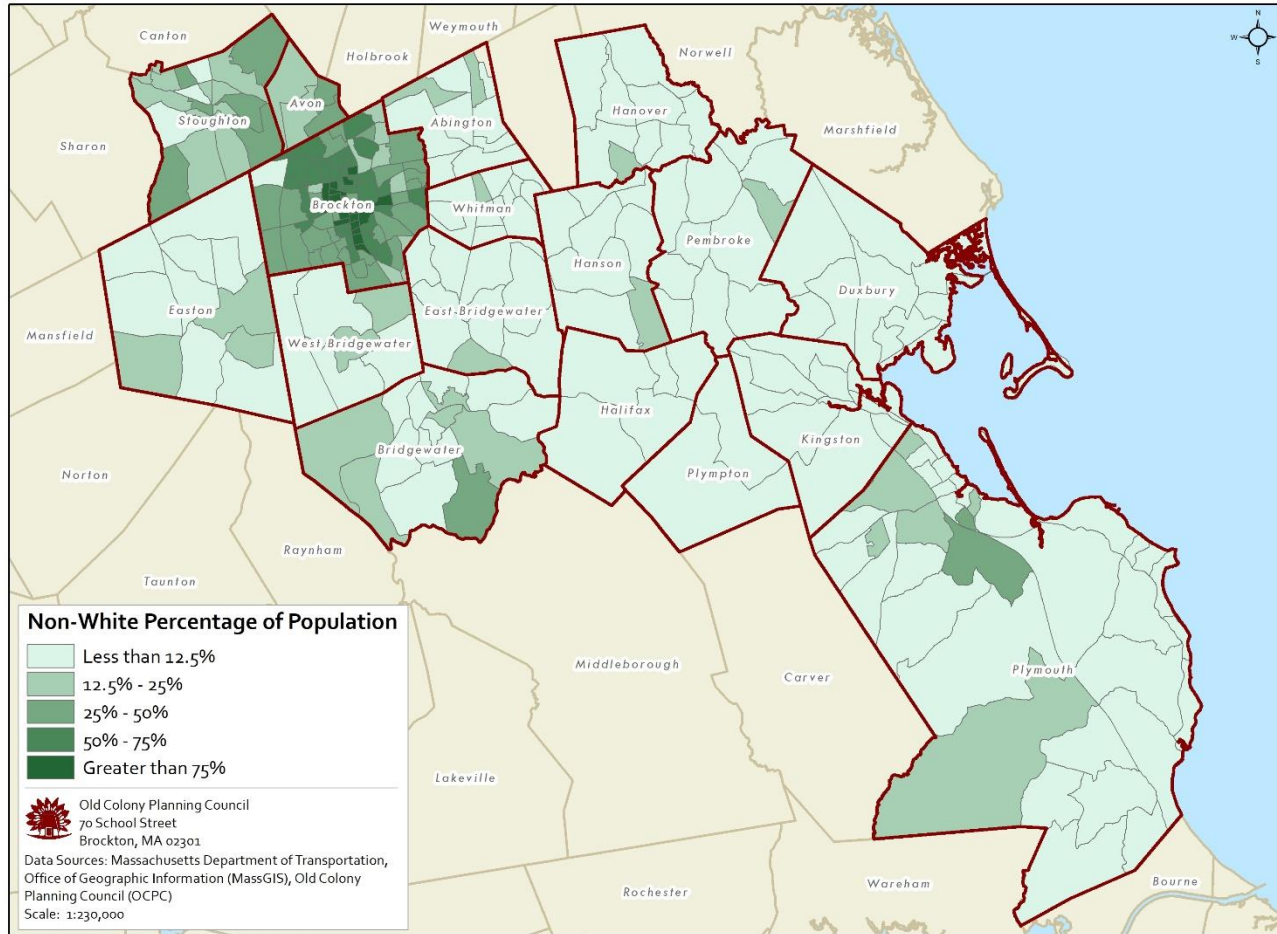 N
W
S
Weymouth
Canton
Holbrook
Norwell
Avon
Hanover
Stoughton
Abington
Marshfield
Sharon
Brockton
Whitman
Pembroke
Hanson
Duxbury
Easton
East Bridgewater
Mansfield
West Bridgewater
Halifax
Kingston
Bridgewater
Plympton
Norton
Raynham
Taunton
Middleborough
Plymouth
Carver
Lakeville
Wareham
Bourne
Rochester
Non-White Percentage of Population
Less than 12.5%
12.5% - 25%
25% - 50%
50% - 75%
Greater than 75%
Old Colony Planning Council
70 School Street
Brockton, MA 02301
Data Sources: Massachusetts Department of Transportation,
Office of Geographic Information (MassGIS), Old Colony
Planning Council (OCPC)
Scale: 1:230,000